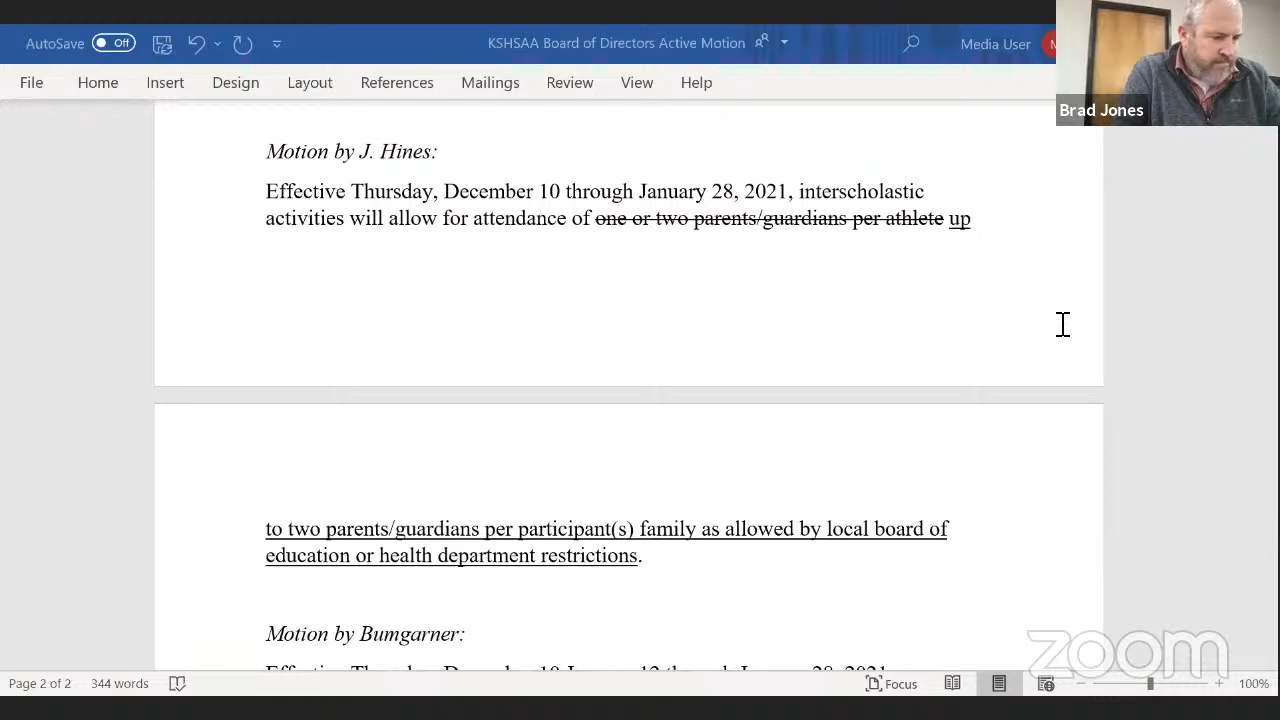 AutoSave Off KSHSAA Board of Directors Active Motion Media User
File Home Insert Design Layout References Mailings Review View Help
Brad Jones
Motion by J. Hines:
Effective Thursday, December 10 through January 28, 2021, interscholastic
activities will allow for attendance of one or two parents/guardians per athlete up
to two parents/guardians per participant(s) family as allowed by local board of
education or health department restrictions.
Motion by Bumgarner:
zoom
Page 2 of 2 344 words Focus 100%